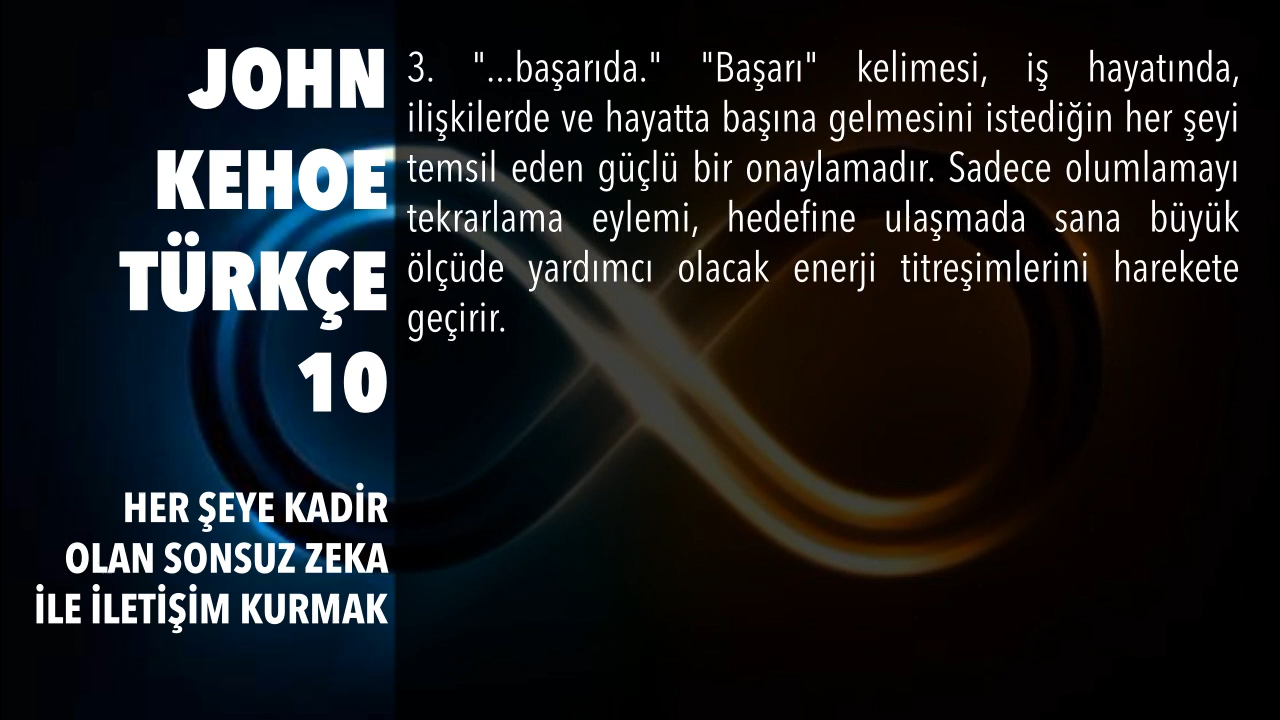 JOHN
KEHOE
TÜRKÇE
10
HER ŞEYE KADİR
OLAN SONSUZ ZEKA
İLE İLETİŞİM KURMAK
3. "...başarıda." "Başarı" kelimesi, iş hayatında,
ilişkilerde ve hayatta başına gelmesini istediğin her şeyi
temsil eden güçlü bir onaylamadır. Sadece olumlamayı
tekrarlama eylemi, hedefine ulaşmada sana büyük
ölçüde yardımcı olacak enerji titreşimlerini harekete
geçirir.